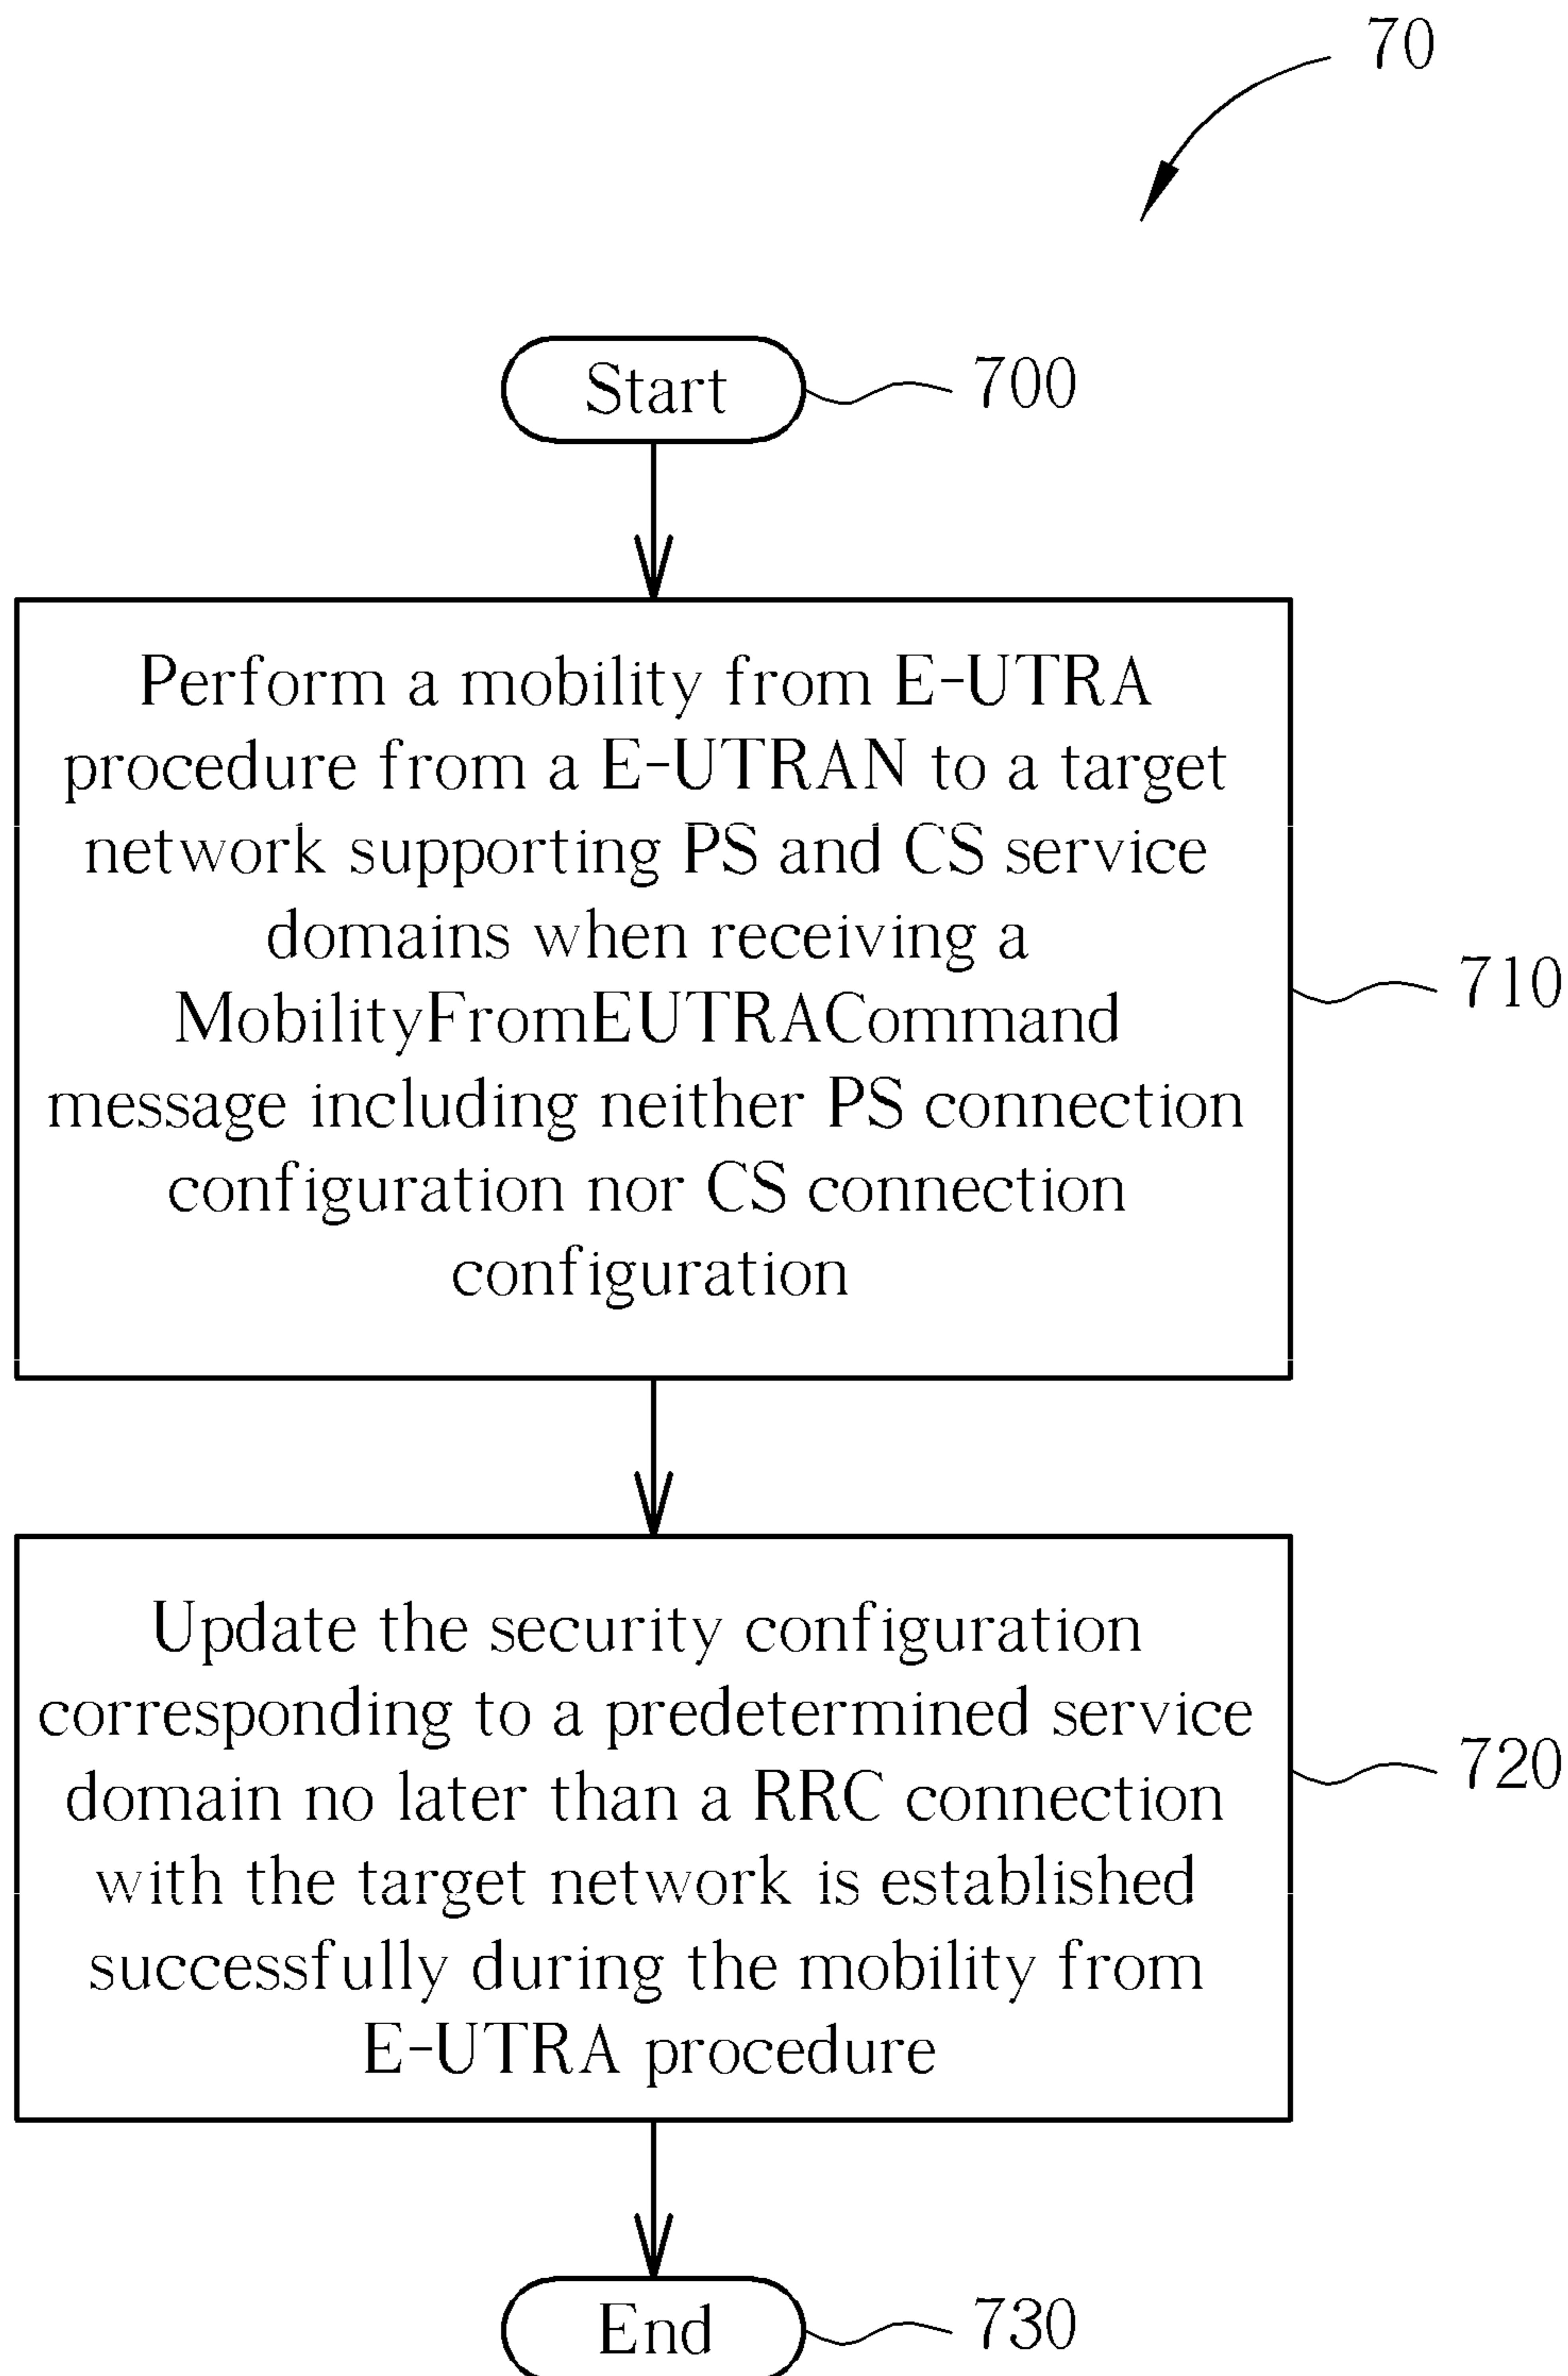 70
Start
700
Perform a mobility from E-UTRA
procedure from a E-UTRAN to a target
network supporting PS and CS service
domains when receiving a
MobilityFromEUTRACommand
message including neither PS connection
configuration nor CS connection
configuration
710
Update the security configuration
corresponding to a predetermined service
domain no later than a RRC connection
with the target network is established
successfully during the mobility from
E-UTRA procedure
720
End
730